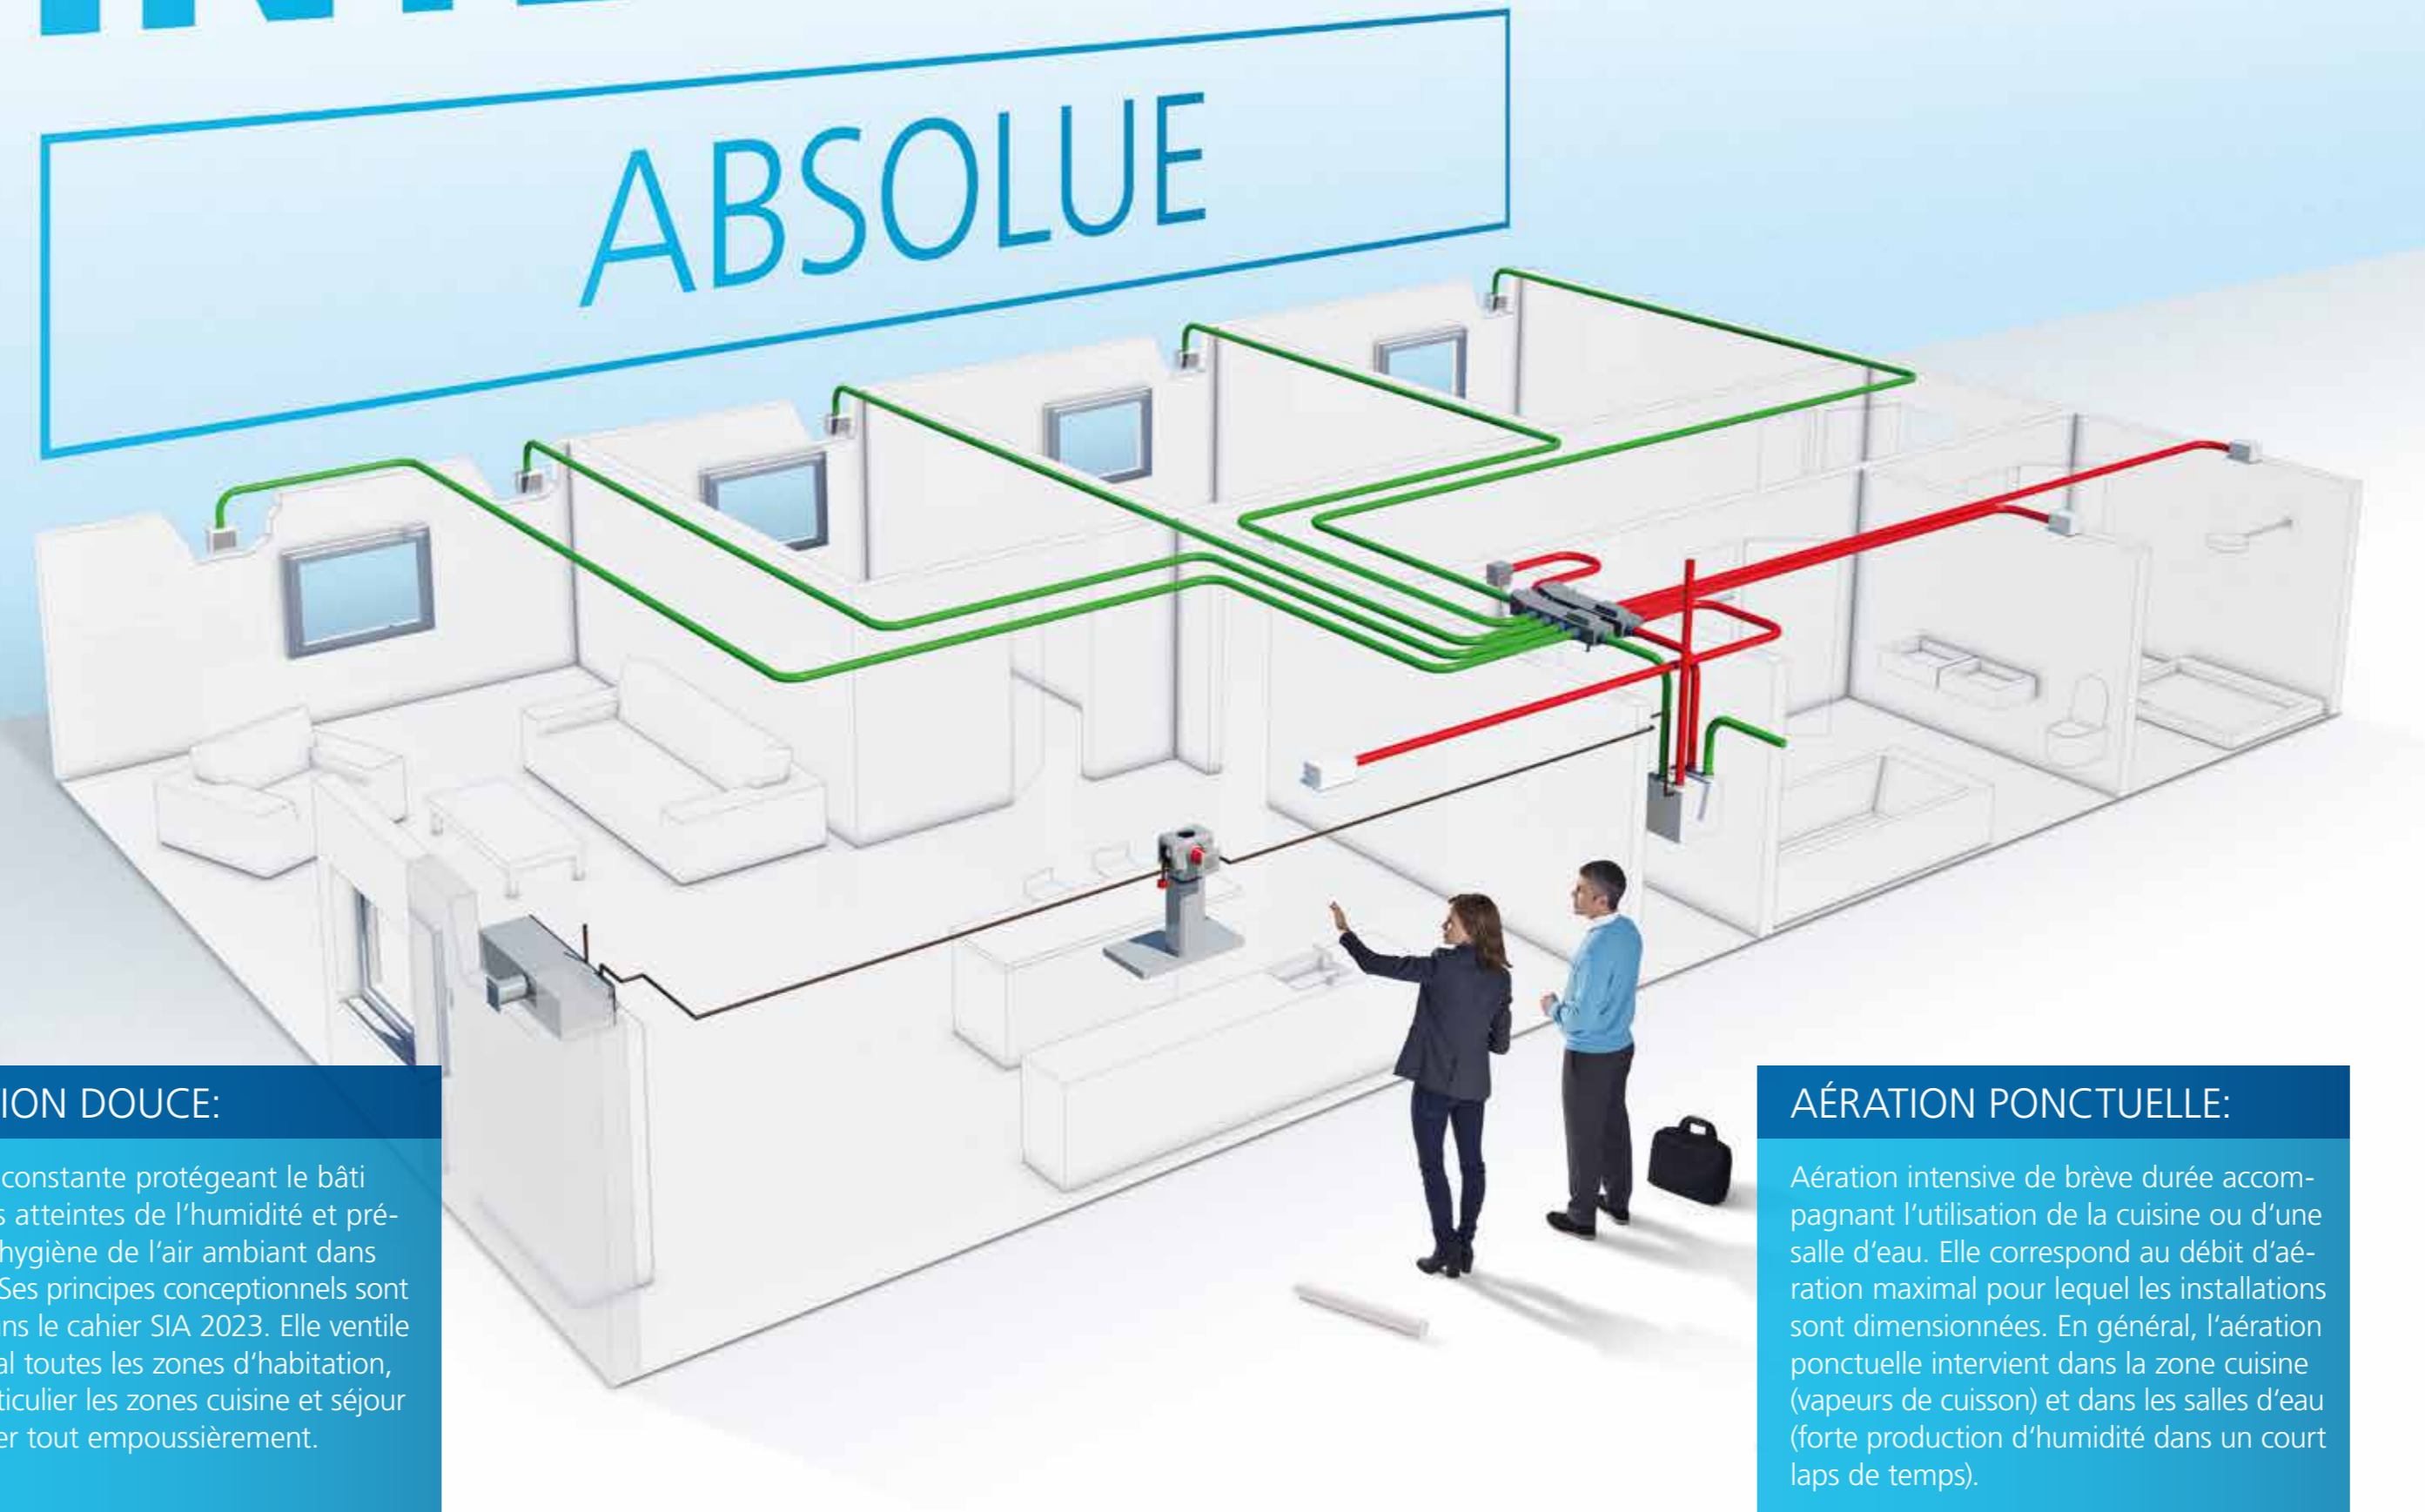 ABSOLUE
ION DOUCE:
constante protégeant le bâti
atteintes de l‘humidité et pré-
hygiène de l‘air ambiant dans
Ses principes conceptionnels sont
le cahier SIA 2023. Elle ventile
toutes les zones d‘habitation,
les zones cuisine et séjour
tout empoussièrement.
AÉRATION PONCTUELLE:
Aération intensive de brève durée accom-
pagnant l‘utilisation de la cuisine ou d‘une
salle d‘eau. Elle correspond au débit d‘aé-
ration maximal pour lequel les installations
sont dimensionnées. En général, l‘aération
ponctuelle intervient dans la zone cuisine
(vapeurs de cuisson) et dans les salles d‘eau
(forte production d‘humidité dans un court
laps de temps).